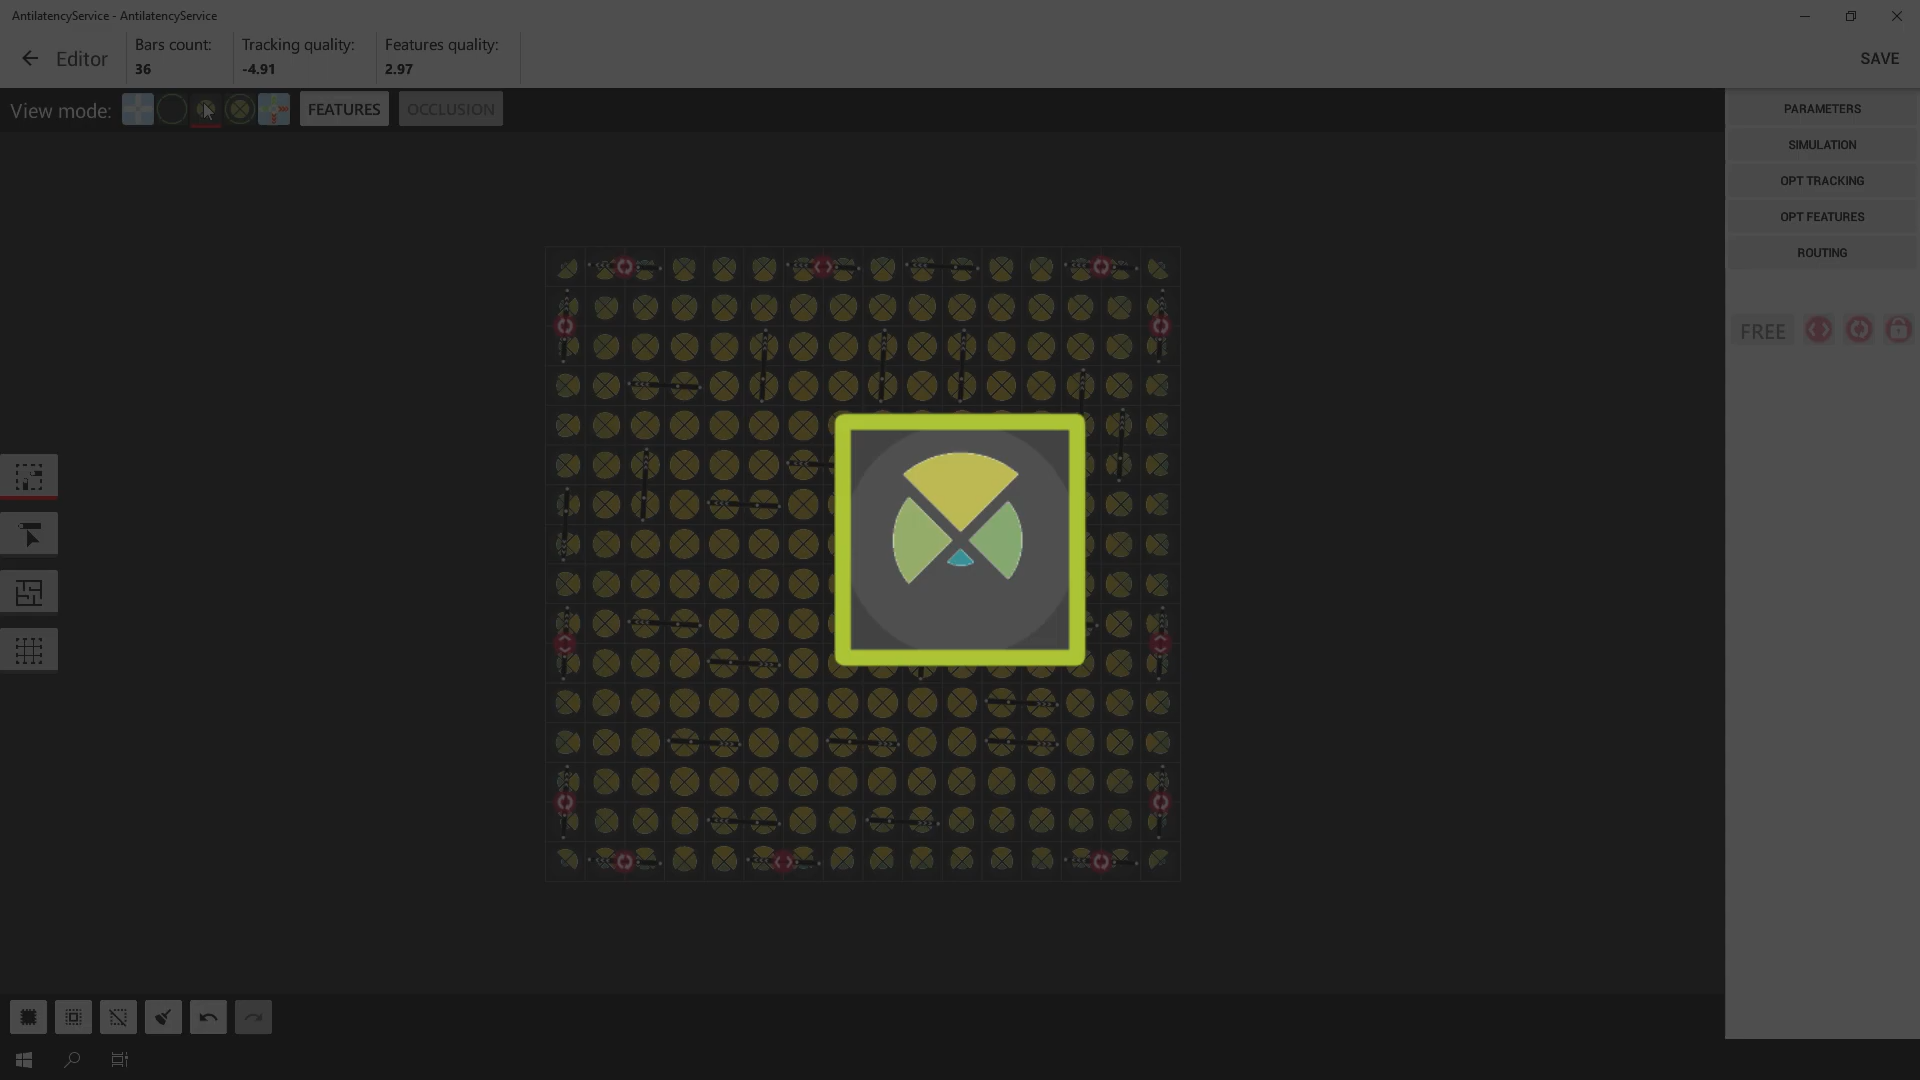 AntilatencyService - AntilatencyService
Editor
Bars count:
36
Tracking quality:
-4.91
Features quality:
2.97
SAVE
View mode:
FEATURES
OCCLUSION
PARAMETERS
SIMULATION
OPT TRACKING
OPT FEATURES
ROUTING
FREE